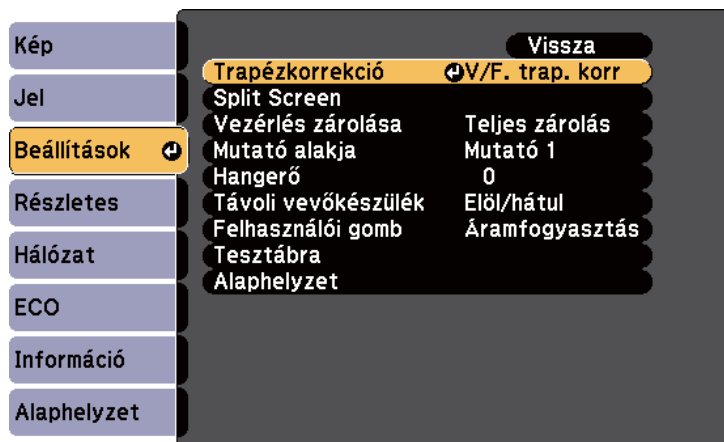 Kép
Jel
Beállítások
Részletes
Hálózat
ECO
Információ
Alaphelyzet
Vissza
Trapézkorrekció V/F. trap. korr
Split Screen
Vezérlés zárolása Teljes zárolás
Mutató alakja Mutató 1
Hangerő 0
Távoli vevőkészülék Elöl/hátul
Felhasználói gomb Áramfogyasztás
Tesztábra
Alaphelyzet